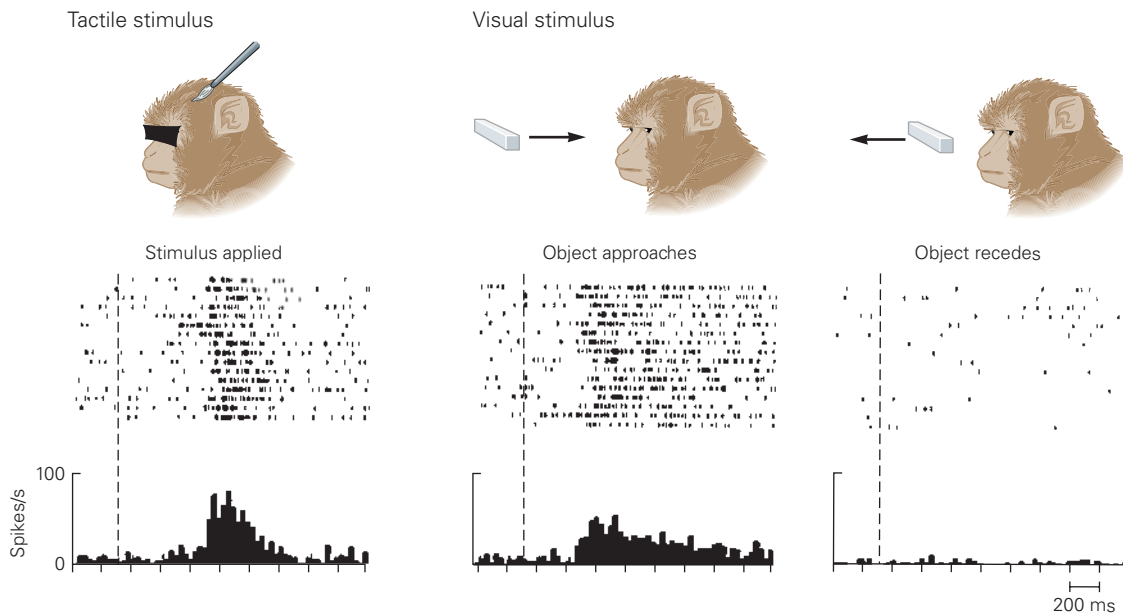 Tactile stimulus
Visual stimulus
Stimulus applied
Object approaches
Object recedes
100
Spikes/s
0
200 ms